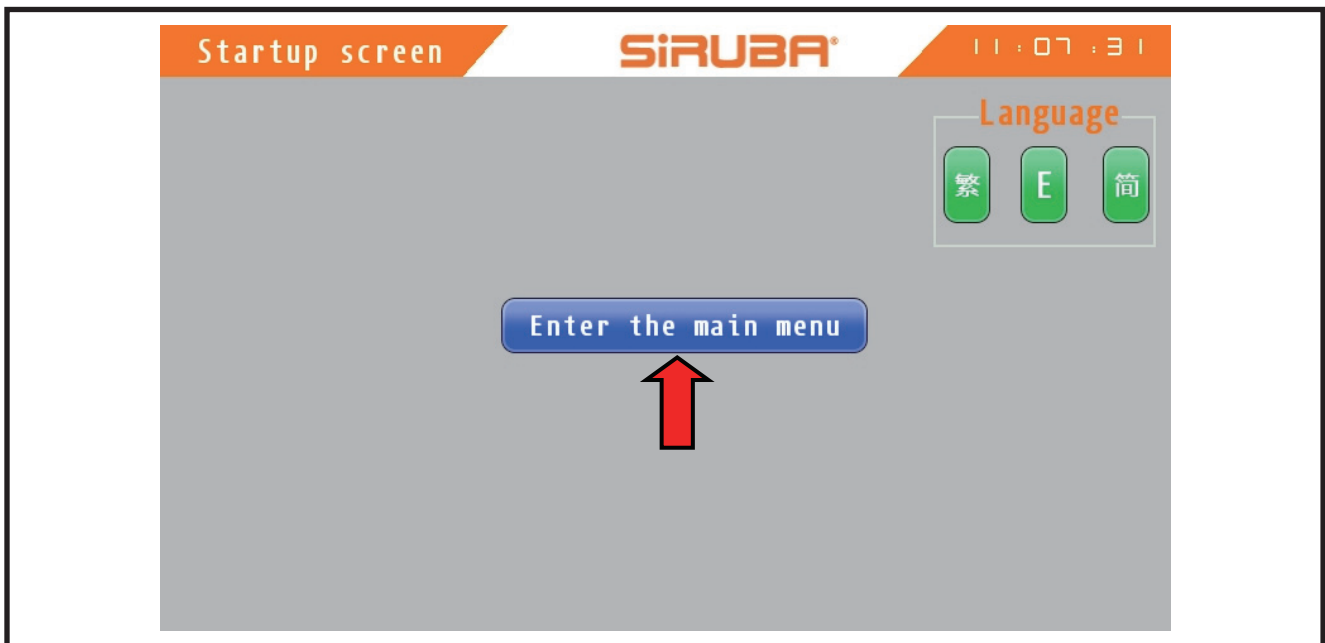 Startup screen SiRUBA® 11:07:31
Language
繁 E 简
Enter the main menu